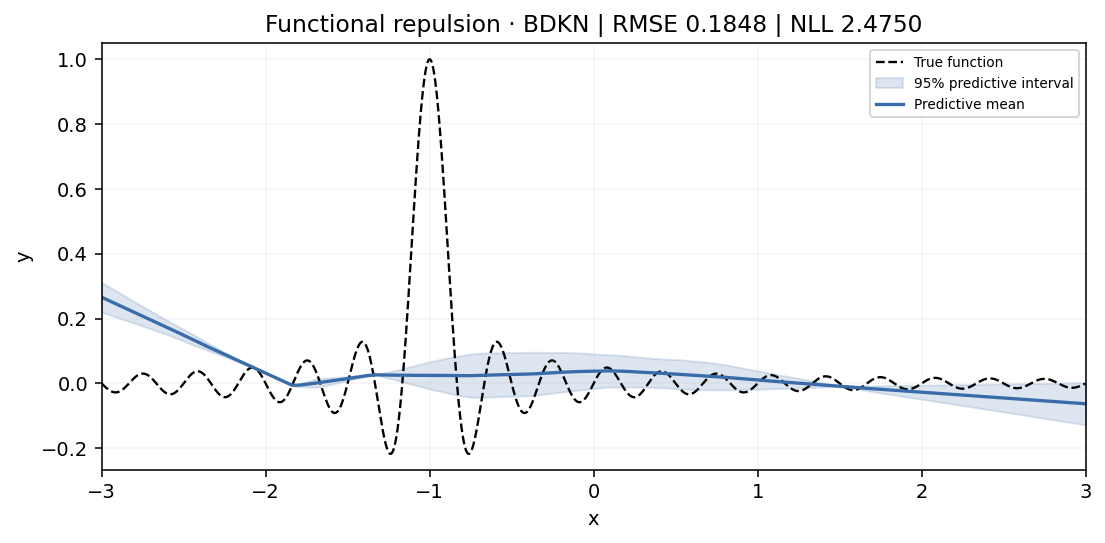 Functional repulsion · BDKN | RMSE 0.1848 | NLL 2.4750
True function
95% predictive interval
Predictive mean
y
1.0
0.8
0.6
0.4
0.2
0.0
−0.2
−3 −2 −1 0 1 2 3
x